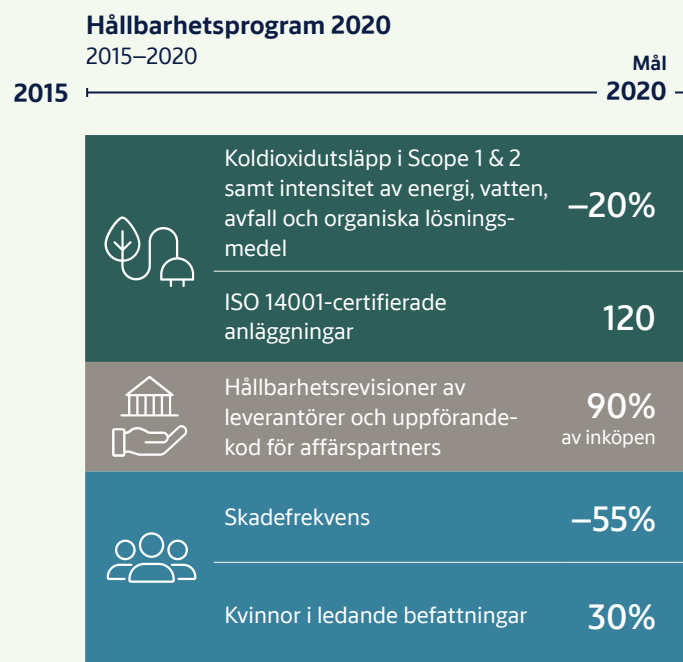 Hållbarhetsprogram 2020
2015–2020
Mål
2015
2020
Koldioxidutsläpp i Scope 1 & 2
samt intensitet av energi, vatten,
avfall och organiska lösnings-
medel
–20%
ISO 14001-certifierade
anläggningar
120
Hållbarhetsrevisioner av
leverantörer och uppförande-
kod för affärspartners
90%
av inköpen
Skadefrekvens
–55%
Kvinnor i ledande befattningar
30%